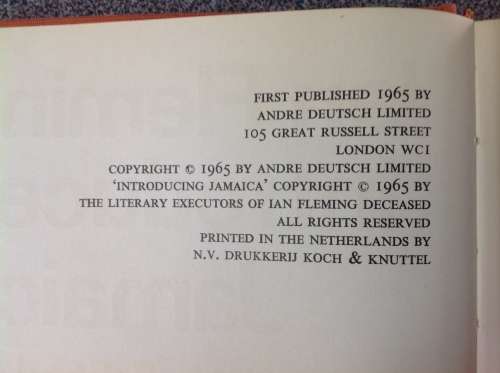 FIRST PUBLISHED 1965 BY
ANDRE DEUTSCH LIMITED
105 GREAT RUSSELL STREET
LONDON WC1
COPYRIGHT © 1965 BY ANDRE DEUTSCH LIMITED
'INTRODUCING JAMAICA' COPYRIGHT © 1965 BY
THE LITERARY EXECUTORS OF IAN FLEMING DECEASED
ALL RIGHTS RESERVED
PRINTED IN THE NETHERLANDS BY
N.V. DRUKKERIJ KOCH & KNUTTEL